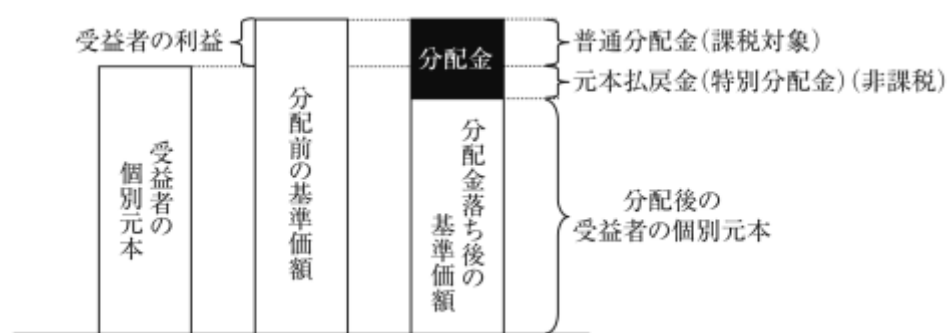 受益者の利益
受益者の
個別元本
分配前の基準価額
分配金
分配金落ち後の
基準価額
普通分配金(課税対象)
元本払戻金(特別分配金)(非課税)
分配後の
受益者の個別元本